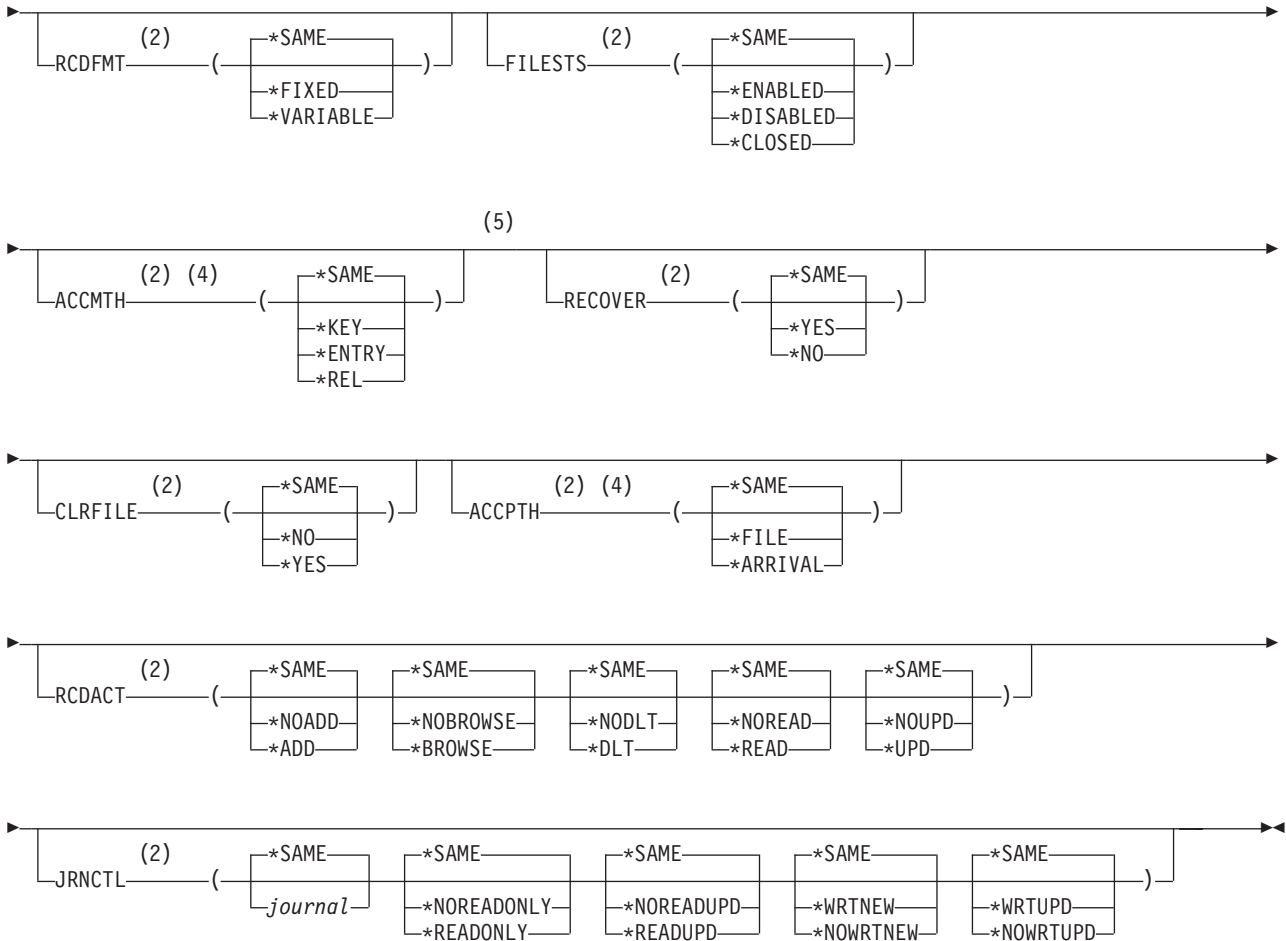 *SAME *SAME
(2) (2)
RCDFMT ( ) FILESTS ( )
*FIXED *ENABLED
*VARIABLE *DISABLED
*CLOSED
(5)
*SAME *SAME
(2) (4) (2)
ACCMTH ( ) RECOVER ( )
*KEY *YES
*ENTRY *NO
*REL
*SAME *SAME
(2) (2) (4)
CLRFILE ( ) ACCPTH ( )
*NO *FILE
*YES *ARRIVAL
*SAME *SAME *SAME *SAME *SAME
(2)
RCDACT ( )
*NOADD *NOBROWSE *NODLT *NOREAD *NOUPD
*ADD *BROWSE *DLT *READ *UPD
*SAME *SAME *SAME *SAME *SAME
(2)
JRNCTL ( )
journal *NOREADONLY *NOREADUPD *WRTNEW *WRTUPD
*READONLY *READUPD *NOWRTNEW *NOWRTUPD